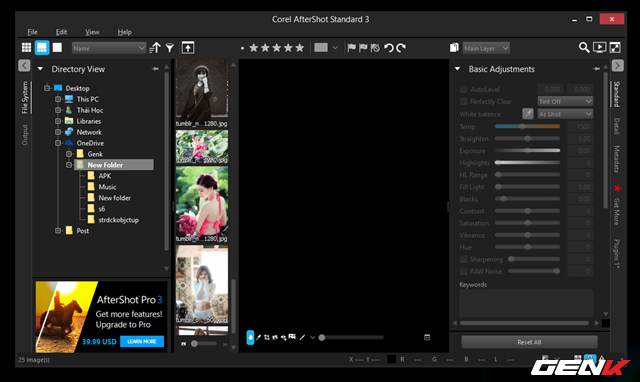 Corel AfterShot Standard 3
File Edit View Help
Name
Main Layer
Directory View
Basic Adjustments
File System
Output
Desktop
This PC
Thái Học
Libraries
Network
OneDrive
Genk
New Folder
APK
Music
New folder
s6
strdckobjctup
Post
tumblr_n...1280.jpg
tumblr_n...1280.jpg
tumblr_n...1280.jpg
AutoLevel 0,090 0,000
Perfectly Clear Tint Off
White balance As Shot
Temp
Straighten 0,00
Exposure 0,00
Highlights 0
HL Range
Fill Light 0,00
Blacks 0,00
Contrast 0
Saturation 0
Vibrance 0
Hue 0
Sharpening 0
RAW Noise
Keywords
Reset All
Standard
Detail
Metadata
Get More
Plugins 1*
AfterShot Pro 3
Get more features!
Upgrade to Pro
39.99 USD LEARN MORE
25 image(s)
X --- Y --- R G B L
GENK